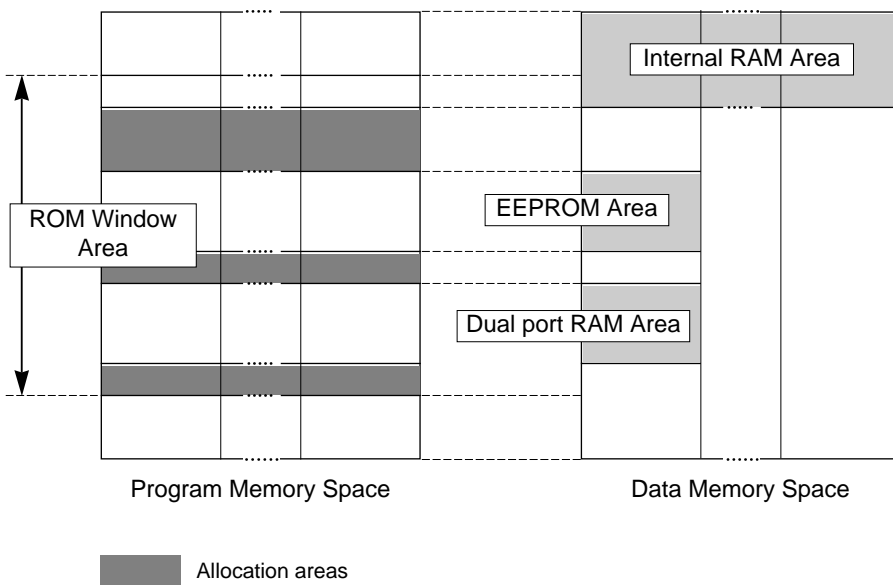 Internal RAM Area
ROM Window
Area
EEPROM Area
Dual port RAM Area
Program Memory Space
Data Memory Space
Allocation areas